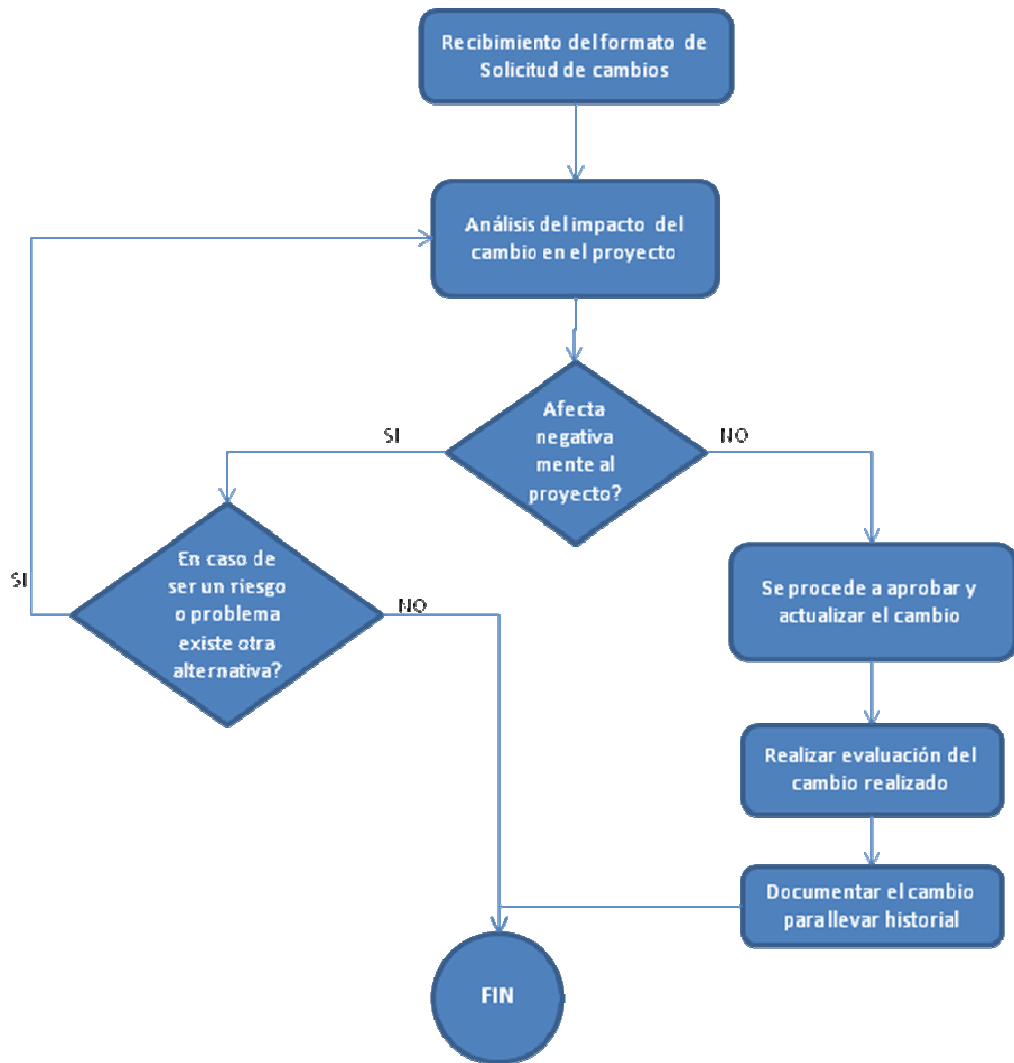 Recibimiento del formato de
Solicitud de cambios
Análisis del impacto del
cambio en el proyecto
Afecta
negativa
mente al
proyecto?
SI
NO
En caso de
ser un riesgo
o problema
existe otra
alternativa?
SI
NO
Se procede a aprobar y
actualizar el cambio
Realizar evaluación del
cambio realizado
Documentar el cambio
para llevar historial
FIN